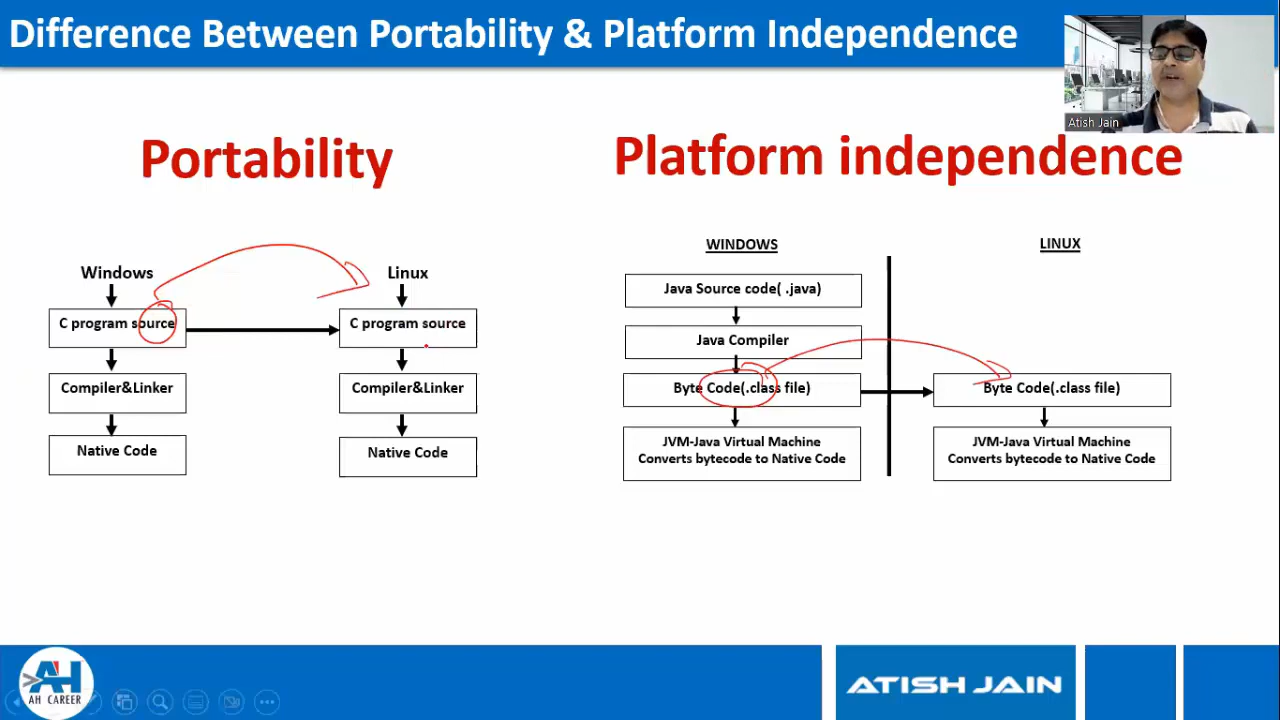 Difference Between Portability & Platform Independence
Atish Jain
Portability
Platform independence
Windows
Linux
C program source
C program source
Compiler&Linker
Compiler&Linker
Native Code
Native Code
WINDOWS
LINUX
Java Source code( .java)
Java Compiler
Byte Code(.class file)
Byte Code(.class file)
JVM-Java Virtual Machine
Converts bytecode to Native Code
JVM-Java Virtual Machine
Converts bytecode to Native Code
AH
AH CAREER
ATISH JAIN